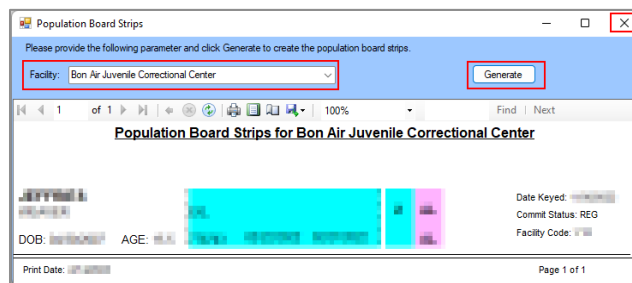 Population Board Strips
Please provide the following parameter and click Generate to create the population board strips.
Facility: Bon Air Juvenile Correctional Center
Generate
1 of 1 100% Find | Next
Population Board Strips for Bon Air Juvenile Correctional Center
Date Keyed:
Commit Status: REG
Facility Code:
DOB: AGE:
Print Date: Page 1 of 1